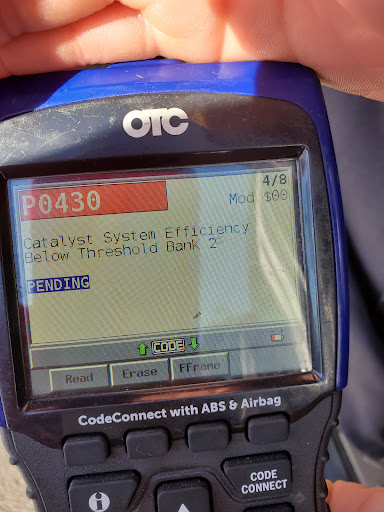 OTC
4/8
P0430
Mod $00
Catalyst System Efficiency
Below Threshold Bank 2
PENDING
CODE
Read Erase FFrame
CodeConnect with ABS & Airbag
CODE
CONNECT
i